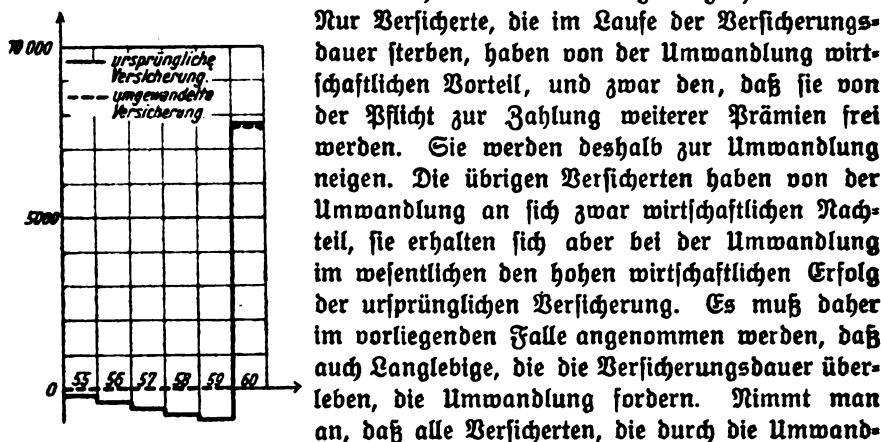 10 000
ursprüngliche
Versicherung.
umgewandelte
Versicherung.
5000
0
55 56 57 58 59 60
Nur Versicherte, die im Laufe der Versicherungs-
dauer sterben, haben von der Umwandlung wirt-
schaftlichen Vorteil, und zwar den, daß sie von
der Pflicht zur Zahlung weiterer Prämien frei
werden. Sie werden deshalb zur Umwandlung
neigen. Die übrigen Versicherten haben von der
Umwandlung an sich zwar wirtschaftlichen Nach-
teil, sie erhalten sich aber bei der Umwandlung
im wesentlichen den hohen wirtschaftlichen Erfolg
der ursprünglichen Versicherung. Es muß daher
im vorliegenden Falle angenommen werden, daß
auch Langlebige, die die Versicherungsdauer über-
leben, die Umwandlung fordern. Nimmt man
an, daß alle Versicherten, die durch die Umwand-